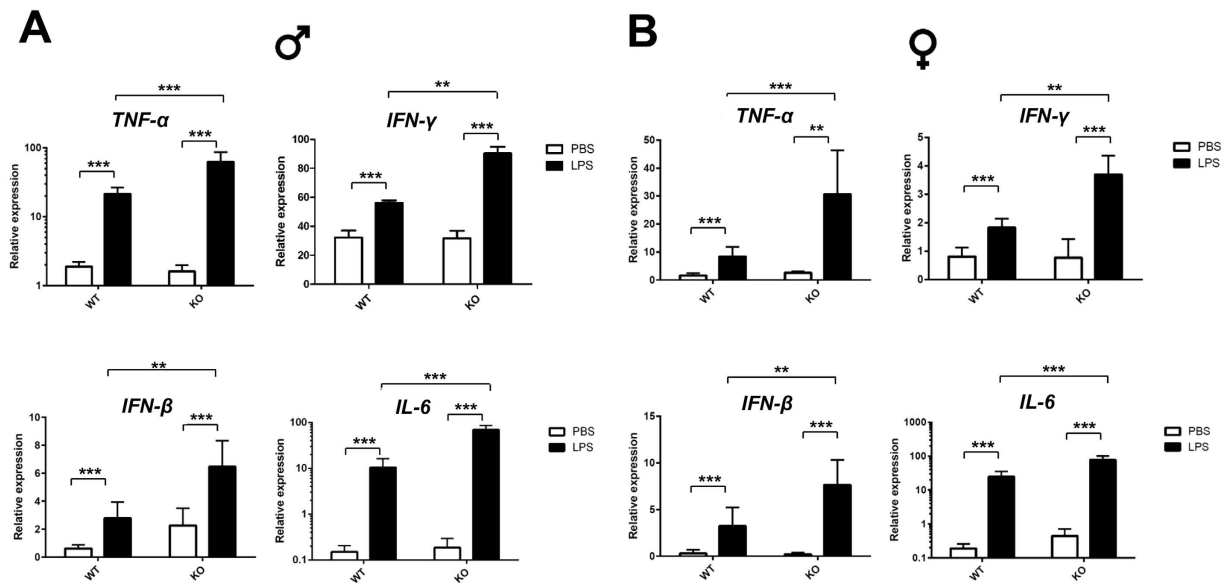 A
♂
***
TNF-α
***
***
Relative expression
100
10
1
WT
KO
**
IFN-γ
***
***
Relative expression
100
80
60
40
20
0
WT
KO
PBS
LPS
**
IFN-β
***
***
Relative expression
10
8
6
4
2
0
WT
KO
***
IL-6
***
***
Relative expression
100
10
1
0.1
WT
KO
PBS
LPS
B
♀
***
TNF-α
**
***
Relative expression
50
40
30
20
10
0
WT
KO
**
IFN-γ
***
***
Relative expression
6
4
2
0
WT
KO
PBS
LPS
**
IFN-β
***
***
Relative expression
10
5
0
WT
KO
***
IL-6
***
***
Relative expression
1000
100
10
1
0.1
WT
KO
PBS
LPS